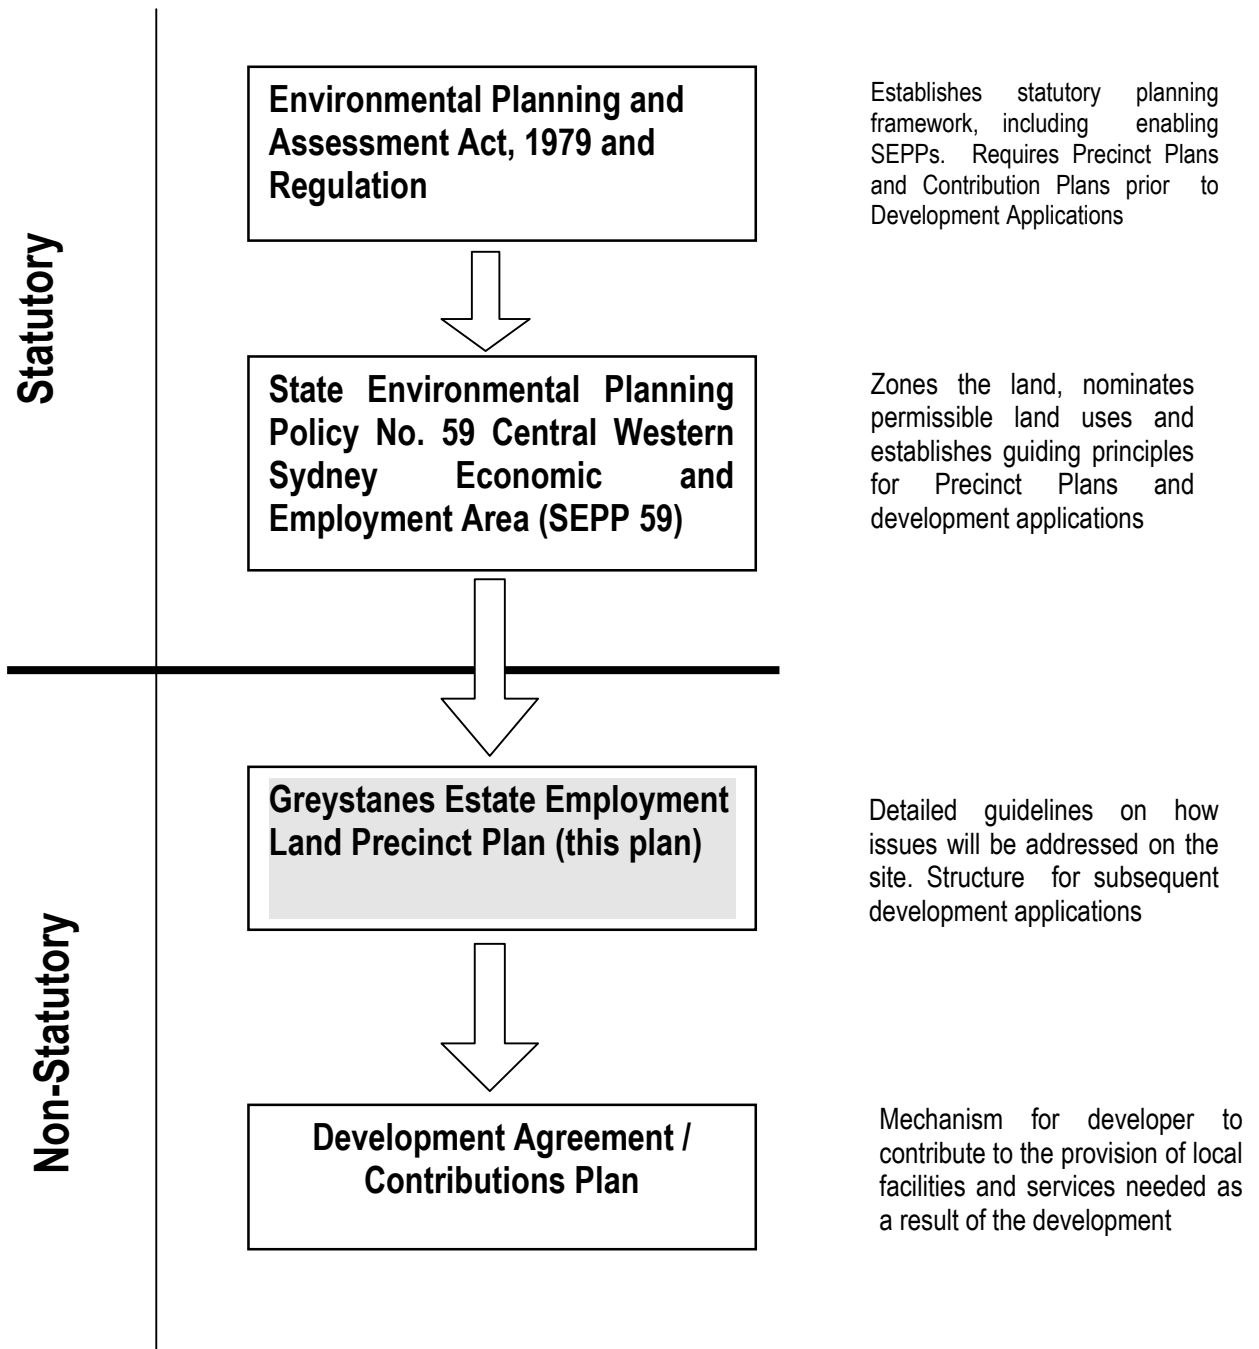 Statutory
Environmental Planning and
Assessment Act, 1979 and
Regulation
Establishes statutory planning
framework, including enabling
SEPPs. Requires Precinct Plans
and Contribution Plans prior to
Development Applications
State Environmental Planning
Policy No. 59 Central Western
Sydney Economic and
Employment Area (SEPP 59)
Zones the land, nominates
permissible land uses and
establishes guiding principles
for Precinct Plans and
development applications
Non-Statutory
Greystanes Estate Employment
Land Precinct Plan (this plan)
Detailed guidelines on how
issues will be addressed on the
site. Structure for subsequent
development applications
Development Agreement /
Contributions Plan
Mechanism for developer to
contribute to the provision of local
facilities and services needed as
a result of the development